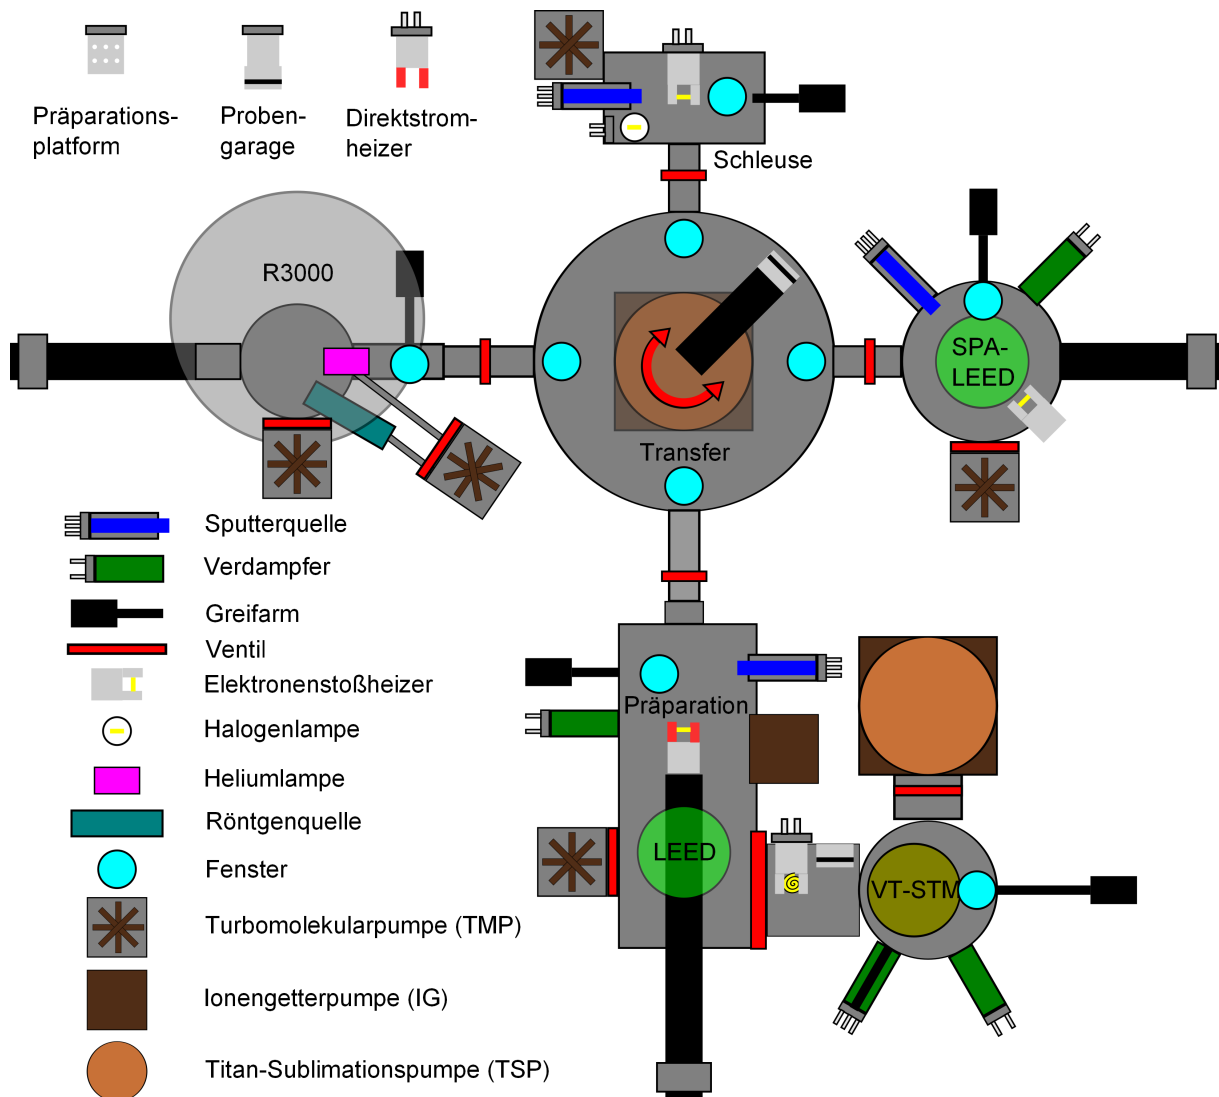 Präparations-
platform
Proben-
garage
Direktstrom-
heizer
Schleuse
R3000
SPA-
LEED
Transfer
Sputterquelle
Verdampfer
Greifarm
Ventil
Elektronenstoßheizer
Halogenlampe
Heliumlampe
Röntgenquelle
Fenster
Turbomolekularpumpe (TMP)
Ionengetterpumpe (IG)
Titan-Sublimationspumpe (TSP)
Präparation
LEED
VT-STM